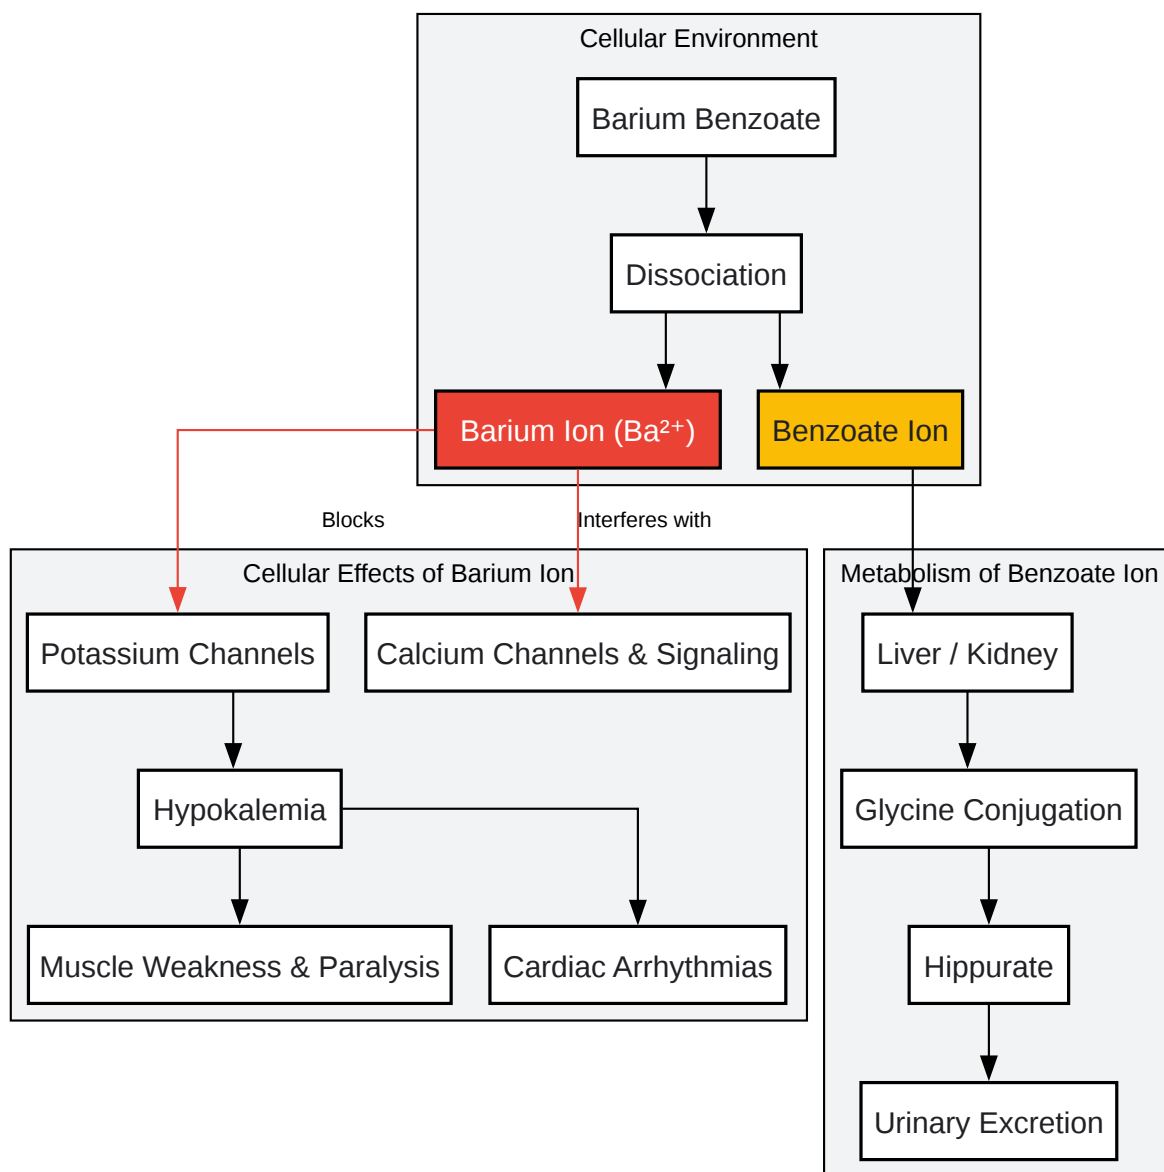 Cellular Environment
Barium Benzoate
Dissociation
Barium Ion (Ba²⁺)
Benzoate Ion
Blocks
Interferes with
Cellular Effects of Barium Ion
Metabolism of Benzoate Ion
Potassium Channels
Calcium Channels & Signaling
Liver / Kidney
Hypokalemia
Glycine Conjugation
Muscle Weakness & Paralysis
Cardiac Arrhythmias
Hippurate
Urinary Excretion